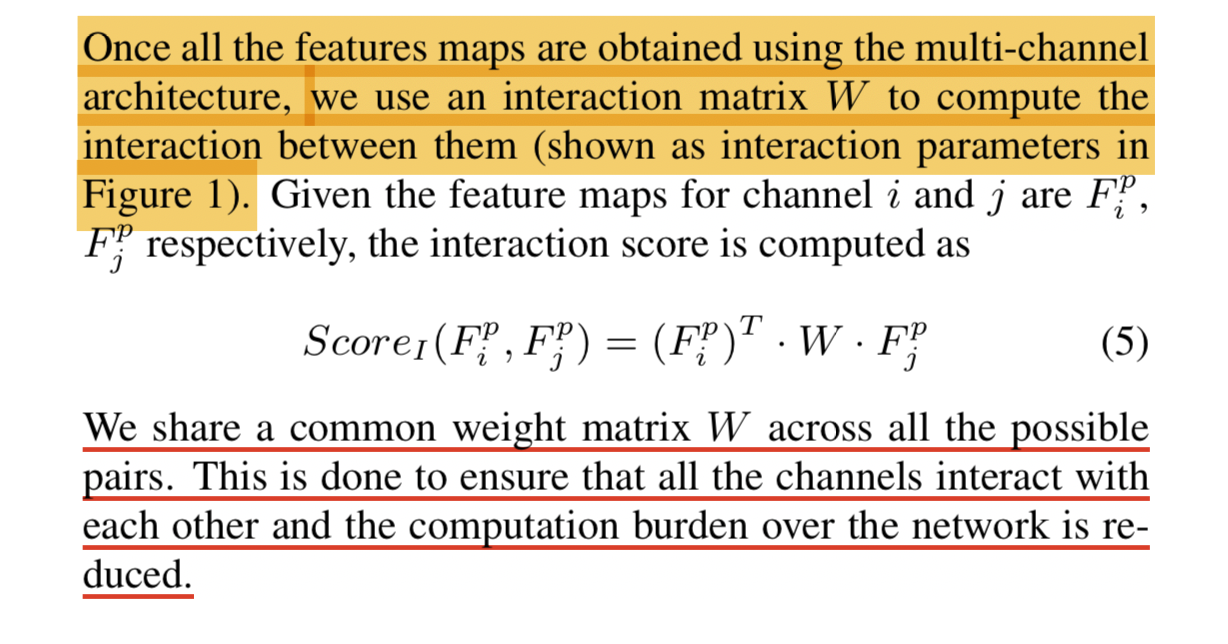 Once all the features maps are obtained using the multi-channel
architecture, we use an interaction matrix W to compute the
interaction between them (shown as interaction parameters in
Figure 1). Given the feature maps for channel i and j are F_i^p,
F_j^p respectively, the interaction score is computed as
Score_I(F_i^p, F_j^p) = (F_i^p)^T · W · F_j^p (5)
We share a common weight matrix W across all the possible
pairs. This is done to ensure that all the channels interact with
each other and the computation burden over the network is re-
duced.